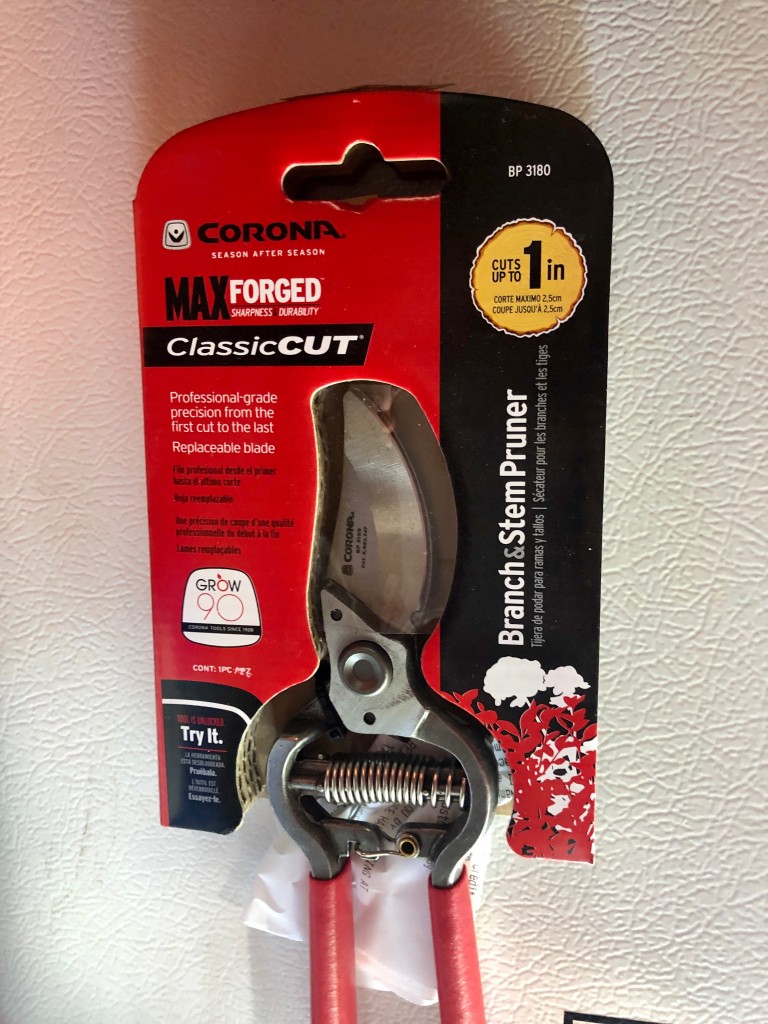 BP 3180
CORONA®
SEASON AFTER SEASON
MAXFORGED™
SHARPNESS DURABILITY
ClassicCUT®
CUTS
UP TO 1 in
CORTE MAXIMO 2,5cm
COUPE JUSQU'À 2,5cm
Professional-grade
precision from the
first cut to the last
Replaceable blade
Filo profesional desde el primer
hasta el último corte
Hoja reemplazable
Une précision de coupe d'une qualité
professionnelle du début à la fin
Lames remplaçables
GROW
90
CORONA TOOLS SINCE 1928
CONT: 1PC
Branch&StemPruner
Tijera de podar para ramas y tallos | Sécateur pour les branches et les tiges
CORONA
BP 3180
TOOL IS UNLOCKED.
Try It.
LA HERRAMIENTA
ESTÁ DESBLOQUEADA.
Pruébala.
L'OUTIL EST
DÉVERROUILLÉ.
Essayez-le.